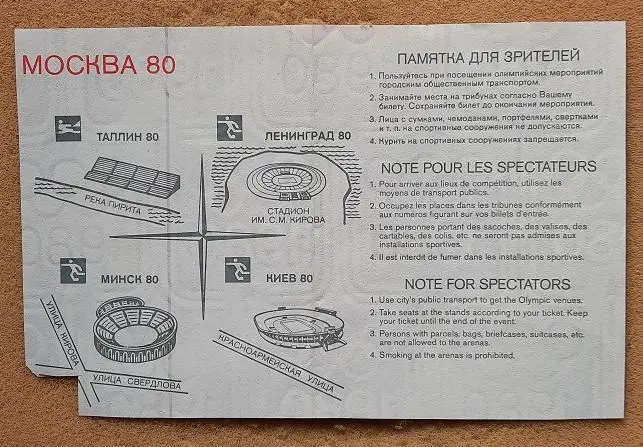 МОСКВА 80
ТАЛЛИН 80
РЕКА ПИРИТА
ЛЕНИНГРАД 80
СТАДИОН
ИМ. С.М. КИРОВА
МИНСК 80
УЛИЦА КИРОВА
УЛИЦА СВЕРДЛОВА
КИЕВ 80
КРАСНОАРМЕЙСКАЯ УЛИЦА
ПАМЯТКА ДЛЯ ЗРИТЕЛЕЙ
1. Пользуйтесь при посещении олимпийских мероприятий
городским общественным транспортом.
2. Занимайте места на трибунах согласно Вашему
билету. Сохраняйте билет до окончания мероприятия.
3. Лица с сумками, чемоданами, портфелями, свертками
и т. п. на спортивные сооружения не допускаются.
4. Курить на спортивных сооружениях запрещается.
NOTE POUR LES SPECTATEURS
1. Pour arriver aux lieux de compétition, utilisez les
moyens de transport publics.
2. Occupez les places dans les tribunes conformément
aux numéros figurant sur vos billets d'entrée.
3. Les personnes portant des sacoches, des valises, des
cartables, des colis, etc. ne seront pas admises aux
installations sportives.
4. Il est interdit de fumer dans les installations sportives.
NOTE FOR SPECTATORS
1. Use city's public transport to get the Olympic venues.
2. Take seats at the stands according to your ticket. Keep
your ticket until the end of the event.
3. Persons with parcels, bags, briefcases, suitcases, etc.
are not allowed to the arenas.
4. Smoking at the arenas is prohibited.